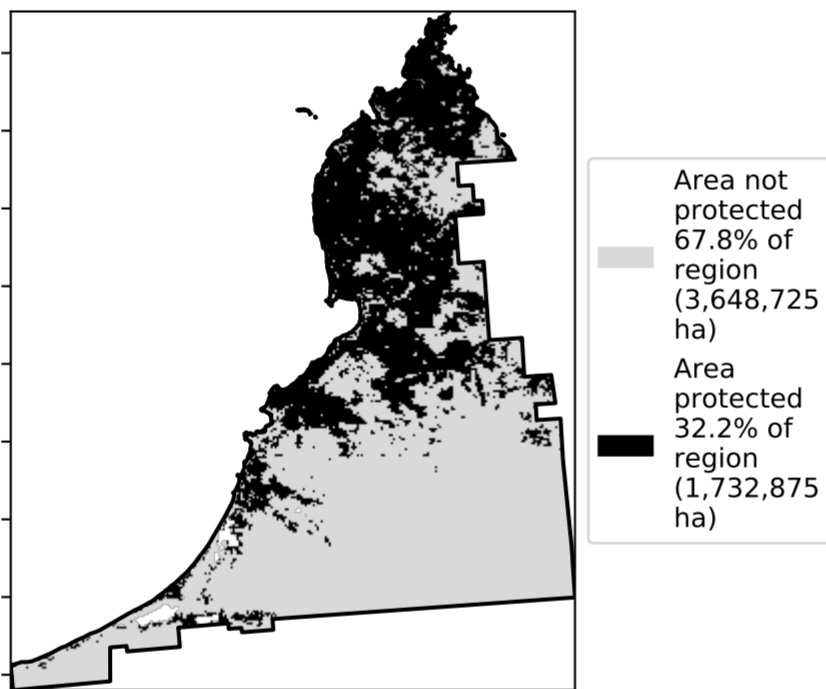 Area not
protected
67.8% of
region
(3,648,725
ha)
Area
protected
32.2% of
region
(1,732,875
ha)